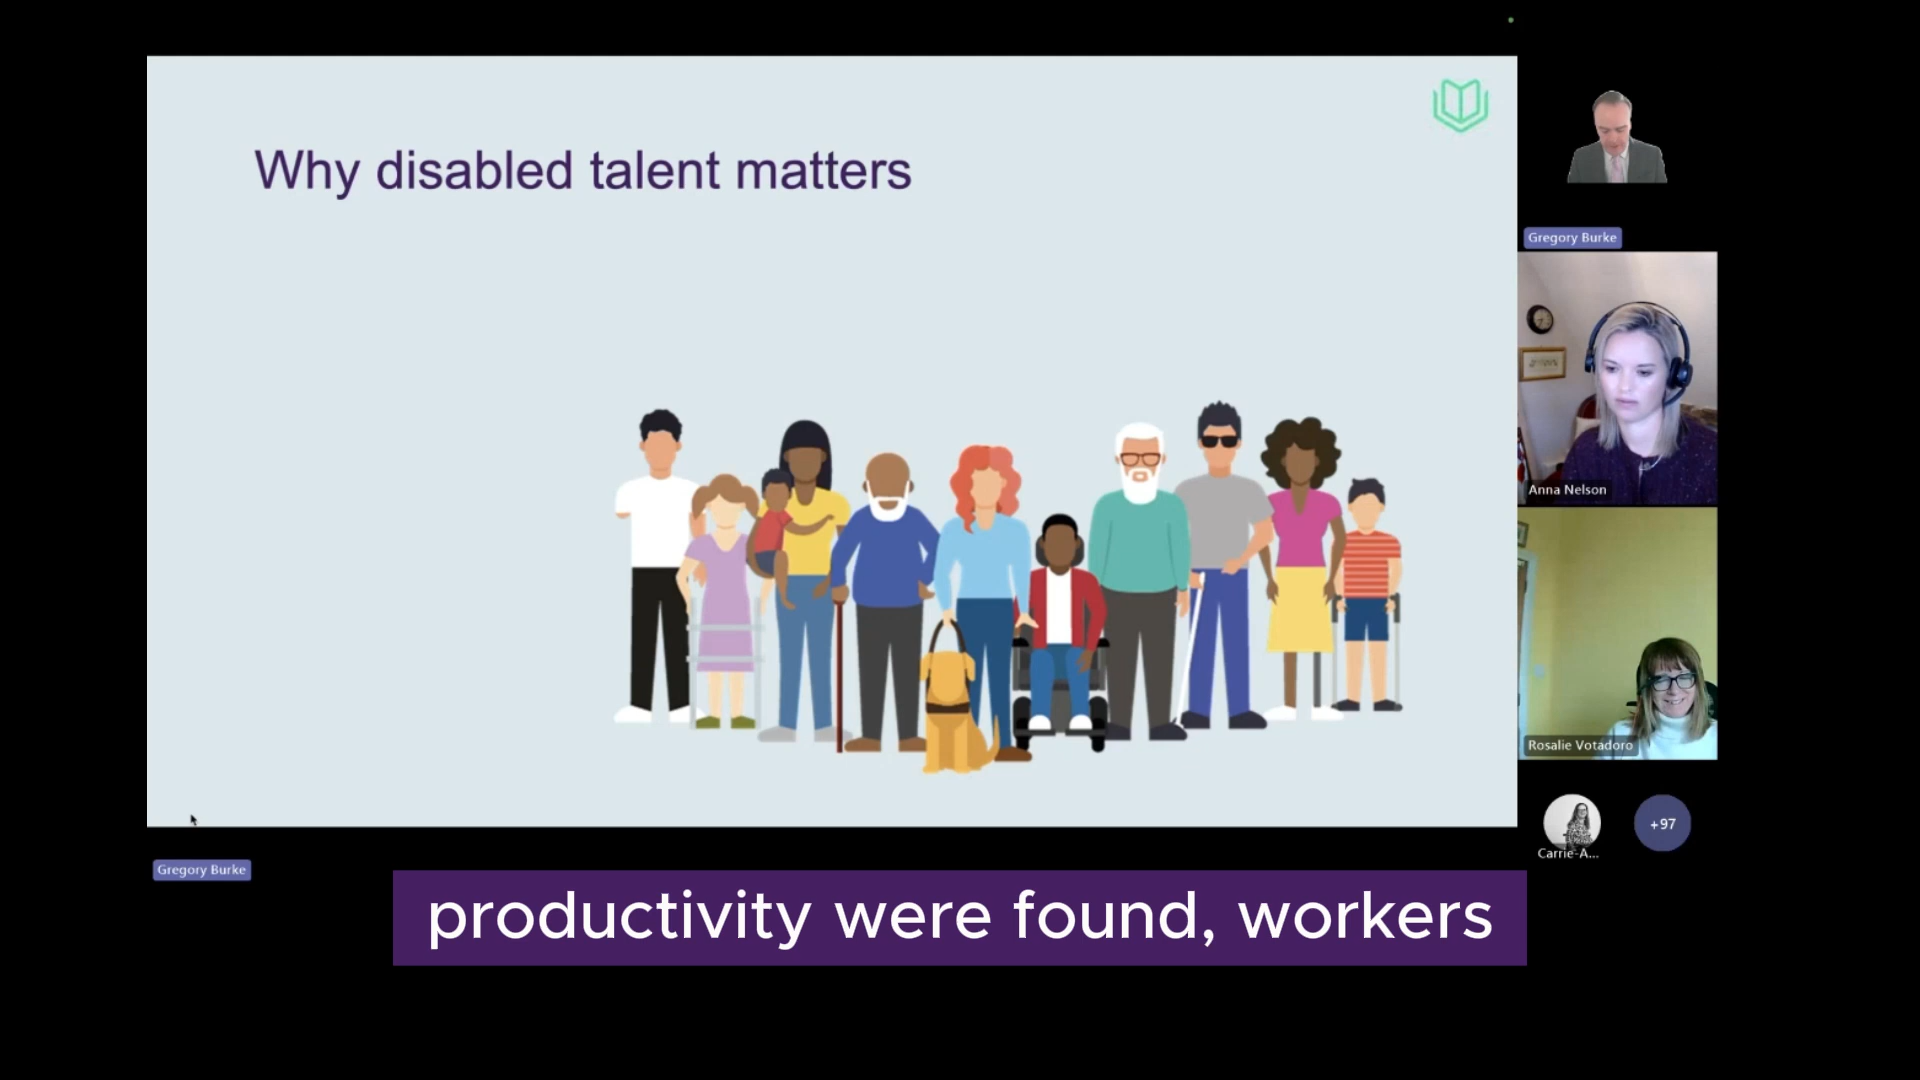 Why disabled talent matters
Gregory Burke
Anna Nelson
Rosalie Votadoro
Carrie-A...
+97
Gregory Burke
productivity were found, workers